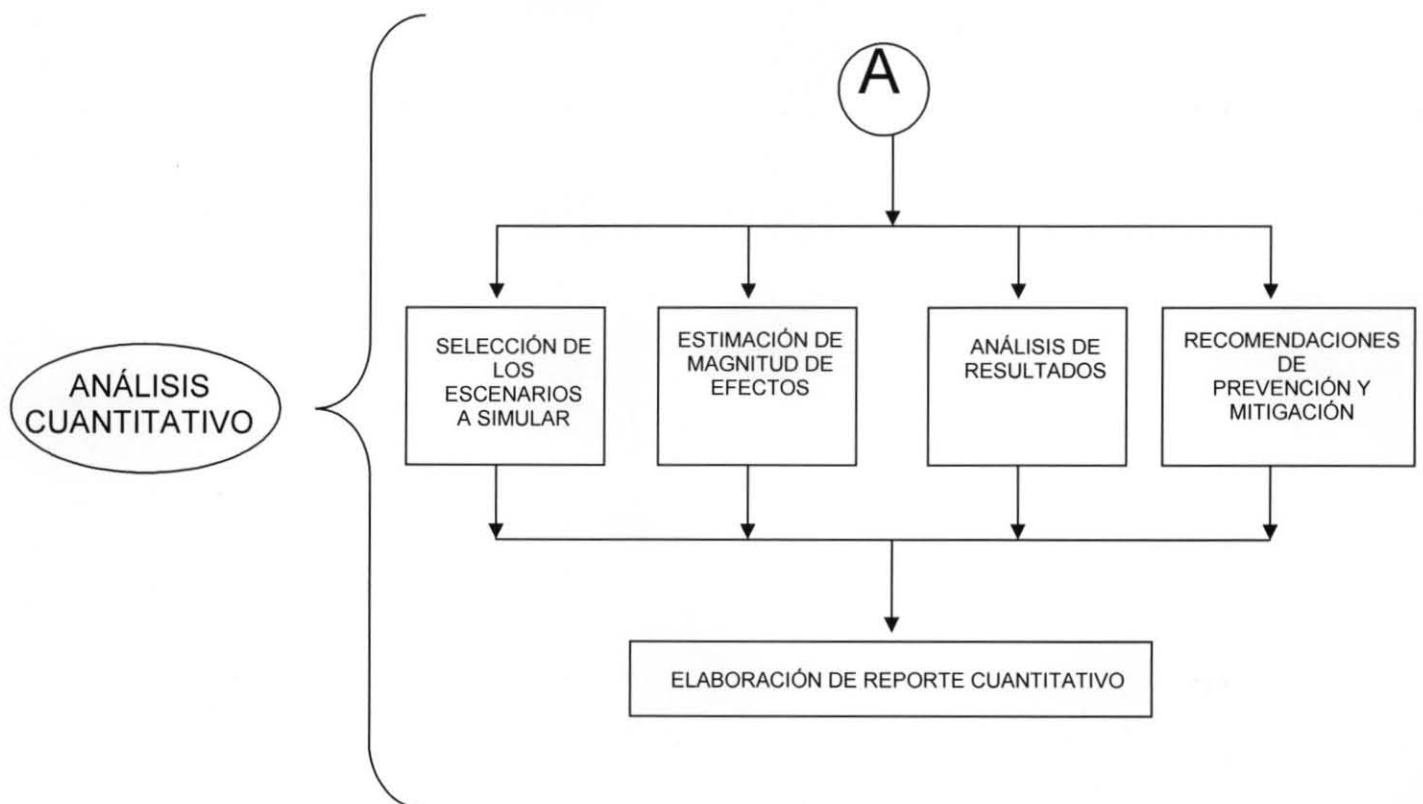 A
ANÁLISIS
CUANTITATIVO
SELECCIÓN DE
LOS
ESCENARIOS
A SIMULAR
ESTIMACIÓN DE
MAGNITUD DE
EFECTOS
ANÁLISIS DE
RESULTADOS
RECOMENDACIONES
DE
PREVENCIÓN Y
MITIGACIÓN
ELABORACIÓN DE REPORTE CUANTITATIVO